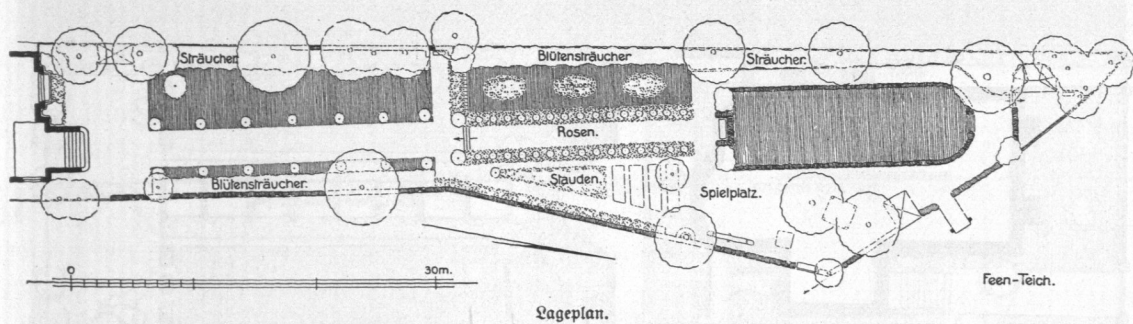 Sträucher.
Blütensträucher
Sträucher.
Rosen.
Blütensträucher.
Stauden.
Spielplatz.
0 30m.
Feen-Teich.
Lageplan.